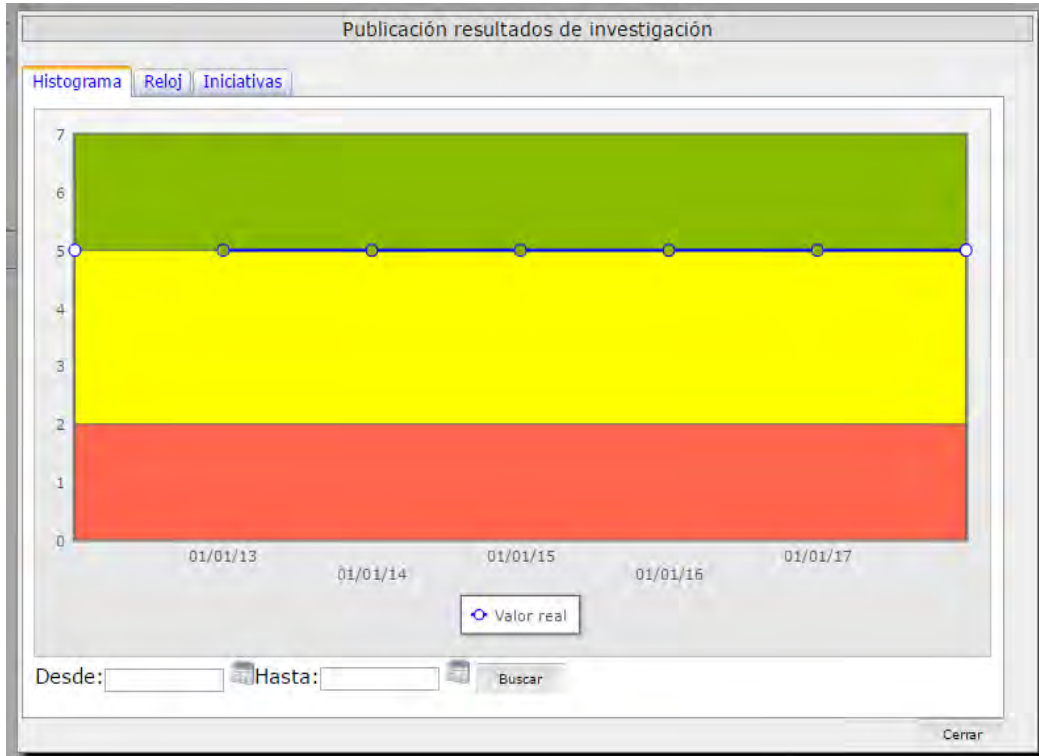 Publicación resultados de investigación
Histograma Reloj Iniciativas
7
6
5
4
3
2
1
0
01/01/13 01/01/15 01/01/17
01/01/14 01/01/16
Valor real
Desde: Hasta: Buscar
Cerrar